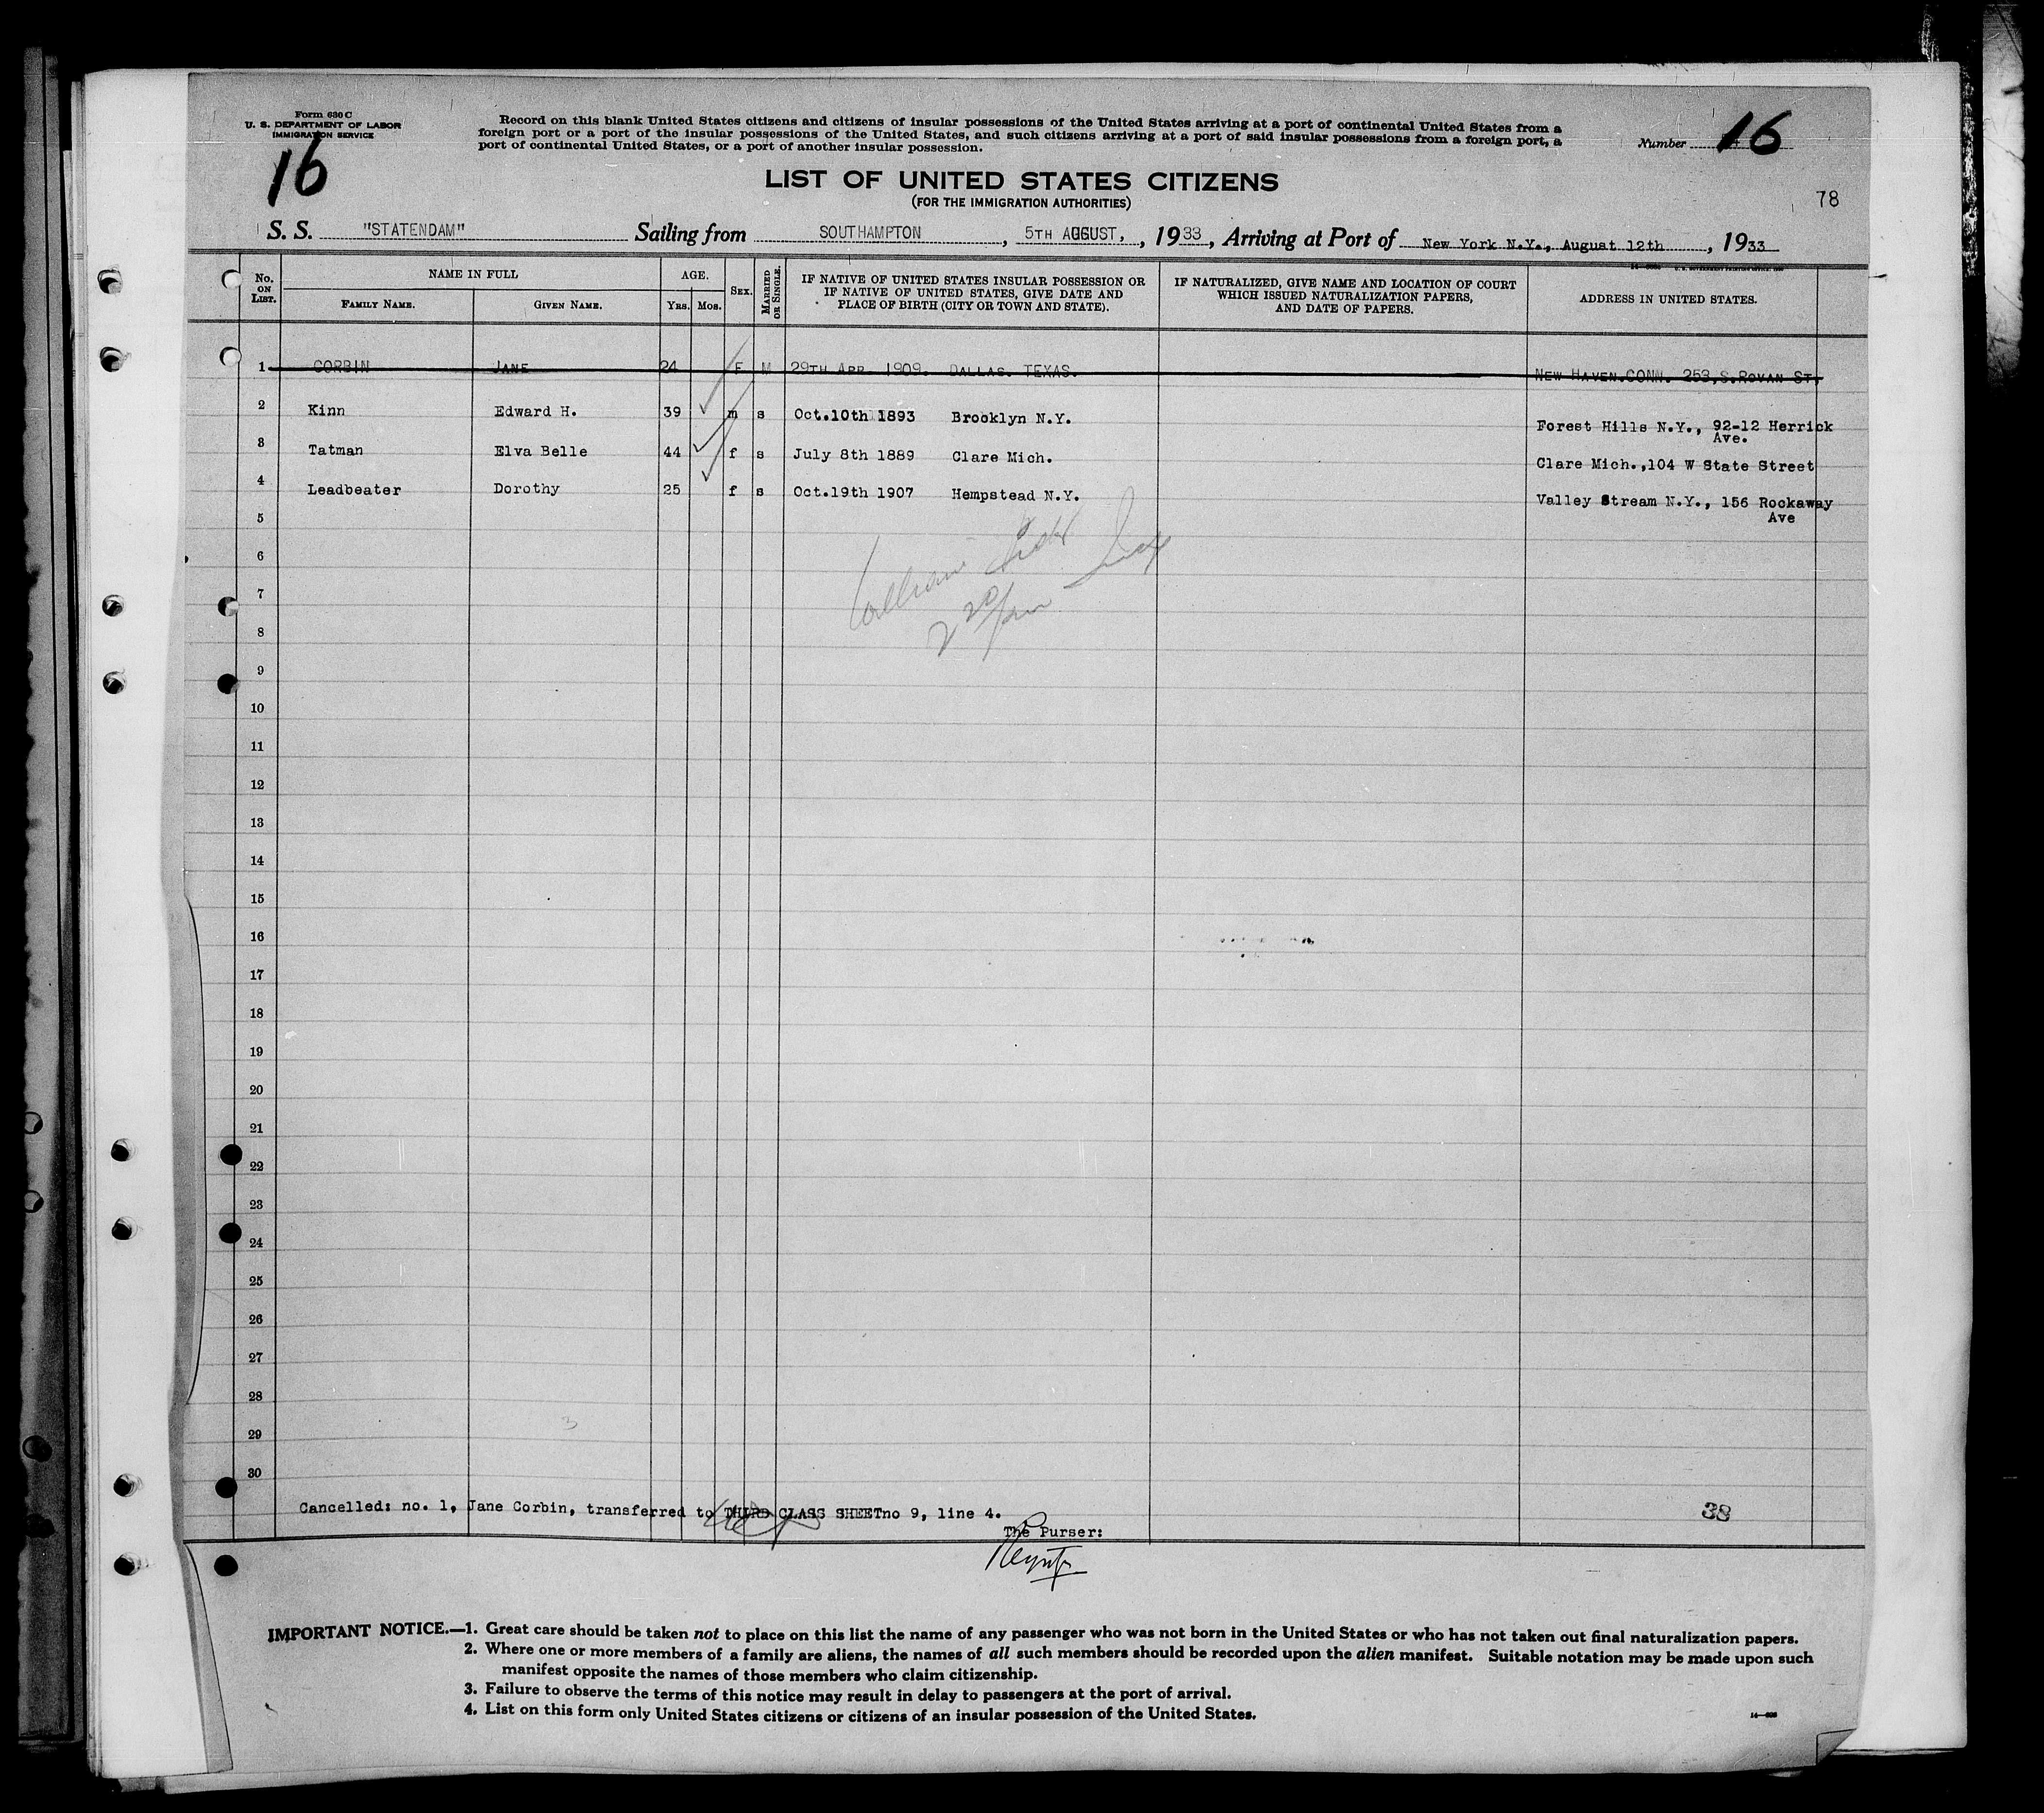 Form 630 C
U. S. DEPARTMENT OF LABOR
IMMIGRATION SERVICE
16
Record on this blank United States citizens and citizens of insular possessions of the United States arriving at a port of continental United States from a
foreign port or a port of the insular possessions of the United States, and such citizens arriving at a port of said insular possessions from a foreign port, a
port of continental United States, or a port of another insular possession.
Number 16
LIST OF UNITED STATES CITIZENS
(FOR THE IMMIGRATION AUTHORITIES)
78
S. S. "STATENDAM" Sailing from SOUTHAMPTON, 5TH AUGUST, , 1933, Arriving at Port of New York N.Y., August 12th, 1933
No. ON LIST. NAME IN FULL FAMILY NAME. GIVEN NAME. AGE. Yrs. Mos. SEX. MARRIED OR SINGLE. IF NATIVE OF UNITED STATES INSULAR POSSESSION OR IF NATIVE OF UNITED STATES, GIVE DATE AND PLACE OF BIRTH (CITY OR TOWN AND STATE). IF NATURALIZED, GIVE NAME AND LOCATION OF COURT WHICH ISSUED NATURALIZATION PAPERS, AND DATE OF PAPERS. ADDRESS IN UNITED STATES.
1 CORBIN JANE 24 F M 29TH APR. 1909. DALLAS. TEXAS. NEW HAVEN.CONN. 253,S.ROWAN ST.
2 Kinn Edward H. 39 m s Oct.10th 1893 Brooklyn N.Y. Forest Hills N.Y., 92-12 Herrick
Ave.
3 Tatman Elva Belle 44 f s July 8th 1889 Clare Mich. Clare Mich.,104 W State Street
4 Leadbeater Dorothy 25 f s Oct.19th 1907 Hempstead N.Y. Valley Stream N.Y., 156 Rockaway
Ave
5
6
7
8
9
10
11
12
13
14
15
16
17
18
19
20
21
22
23
24
25
26
27
28
3
29
30
Cancelled: no. 1, Jane Corbin, transferred to THIRD CLASS SHEETno 9, line 4.
38
The Purser:
IMPORTANT NOTICE.—1. Great care should be taken not to place on this list the name of any passenger who was not born in the United States or who has not taken out final naturalization papers.
2. Where one or more members of a family are aliens, the names of all such members should be recorded upon the alien manifest. Suitable notation may be made upon such
manifest opposite the names of those members who claim citizenship.
3. Failure to observe the terms of this notice may result in delay to passengers at the port of arrival.
4. List on this form only United States citizens or citizens of an insular possession of the United States.